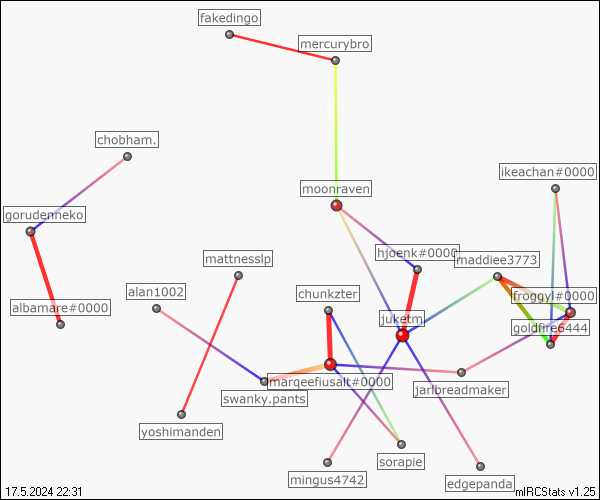 fakedingo
mercurybro
chobham.
ikeachan#0000
moonraven
gorudenneko
hjoenk#0000
mattnesslp
maddiee3773
alan1002
chunkzter
froggyl#0000
albamare#0000
juketm
goldfire6444
marqeefiusalt#0000
jarlbreadmaker
swanky.pants
yoshimanden
sorapie
mingus4742
edgepanda
17.5.2024 22:31
mIRCStats v1.25